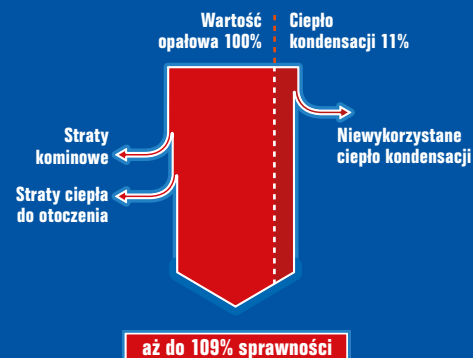 Wartość
opałowa 100%
Ciepło
kondensacji 11%
Straty
kominowe
Niewykorzystane
ciepło kondensacji
Straty ciepła
do otoczenia
aż do 109% sprawności